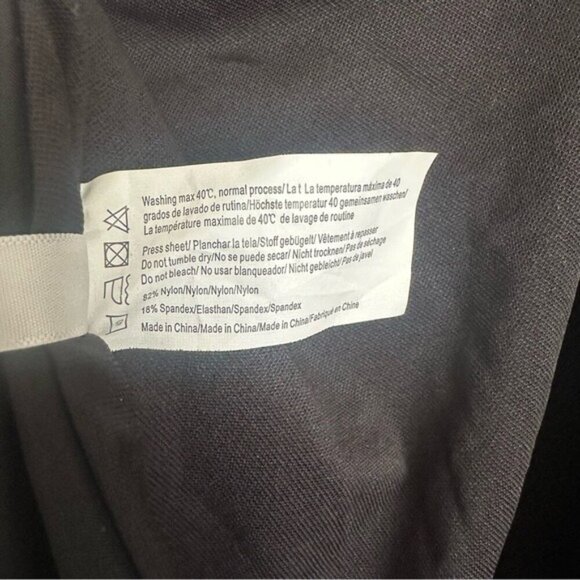 Washing max 40℃, normal process/ La t La temperatura máxima de 40
grados de lavado de rutina/Höchste temperatur 40 gemeinsamen waschen/
La température maximale de 40℃ de lavage de routine
Press sheet/ Planchar la tela/Stoff gebügelt/ Vêtement à repasser
Do not tumble dry/No se puede secar/ Nicht trocknen/ Pas de séchage
Do not bleach/ No usar blanqueador/ Nicht gebleicht/ Pas de javel
82% Nylon/Nylon/Nylon/Nylon
18% Spandex/Elasthan/Spandex/Spandex
Made in China/Made in China/Made in China/Fabriqué en Chine